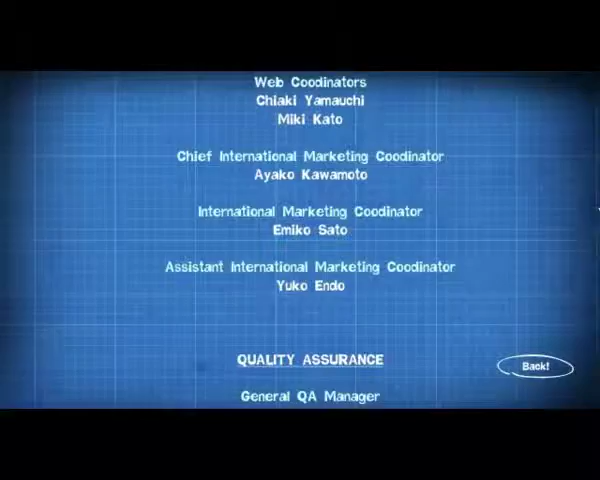 Web Coodinators
Chiaki Yamauchi
Miki Kato
Chief International Marketing Coodinator
Ayako Kawamoto
International Marketing Coodinator
Emiko Sato
Assistant International Marketing Coodinator
Yuko Endo
QUALITY ASSURANCE
Back!
General QA Manager